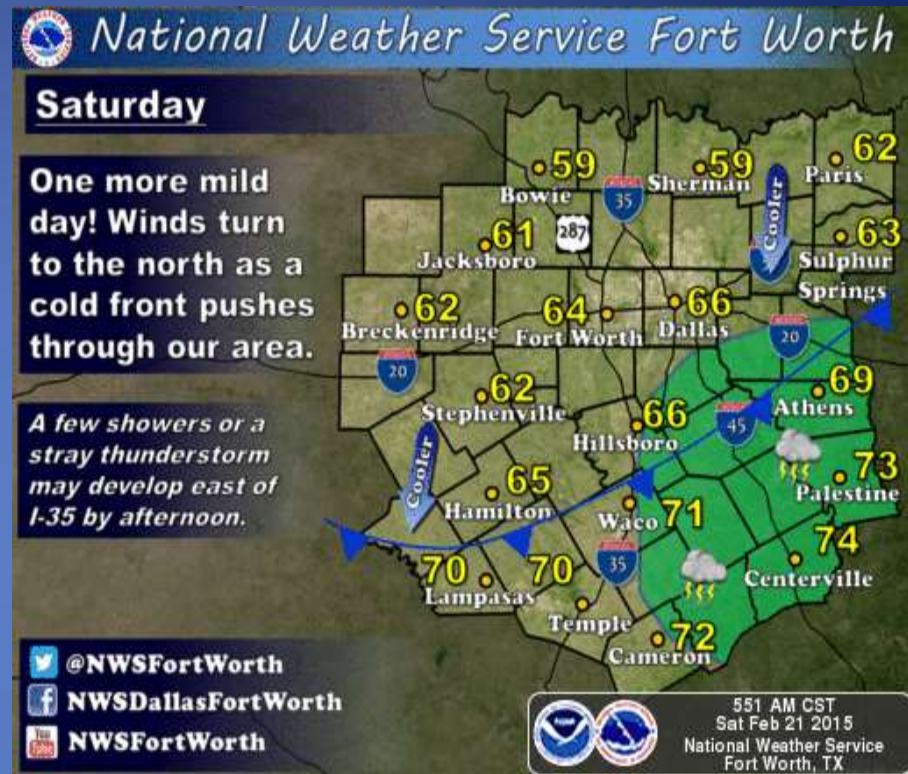 National Weather Service Fort Worth
Saturday
One more mild
day! Winds turn
to the north as a
cold front pushes
through our area.
A few showers or a
stray thunderstorm
may develop east of
I-35 by afternoon.
59
Bowie
35
59
Sherman
62
Paris
Cooler
61
Jacksboro
287
63
Sulphur
Springs
62
Breckenridge
64
Fort Worth
66
Dallas
20
20
62
Stephenville
66
Hillsboro
45
69
Athens
Cooler
65
Hamilton
Waco
71
73
Palestine
35
70
Lampasas
70
Temple
74
Centerville
72
Cameron
@NWSFortWorth
NWSDallasFortWorth
You
Tube
NWSFortWorth
551 AM CST
Sat Feb 21 2015
National Weather Service
Fort Worth, TX